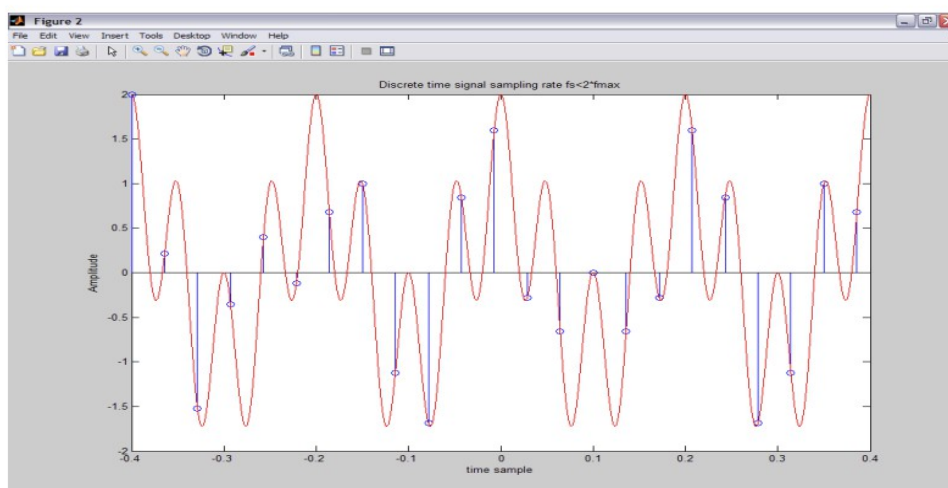 Figure 2
File Edit View Insert Tools Desktop Window Help
Discrete time signal sampling rate fs<2*fmax
2
1.5
1
0.5
0
-0.5
-1
-1.5
-2
Amplitude
-0.4 -0.3 -0.2 -0.1 0 0.1 0.2 0.3 0.4
time sample